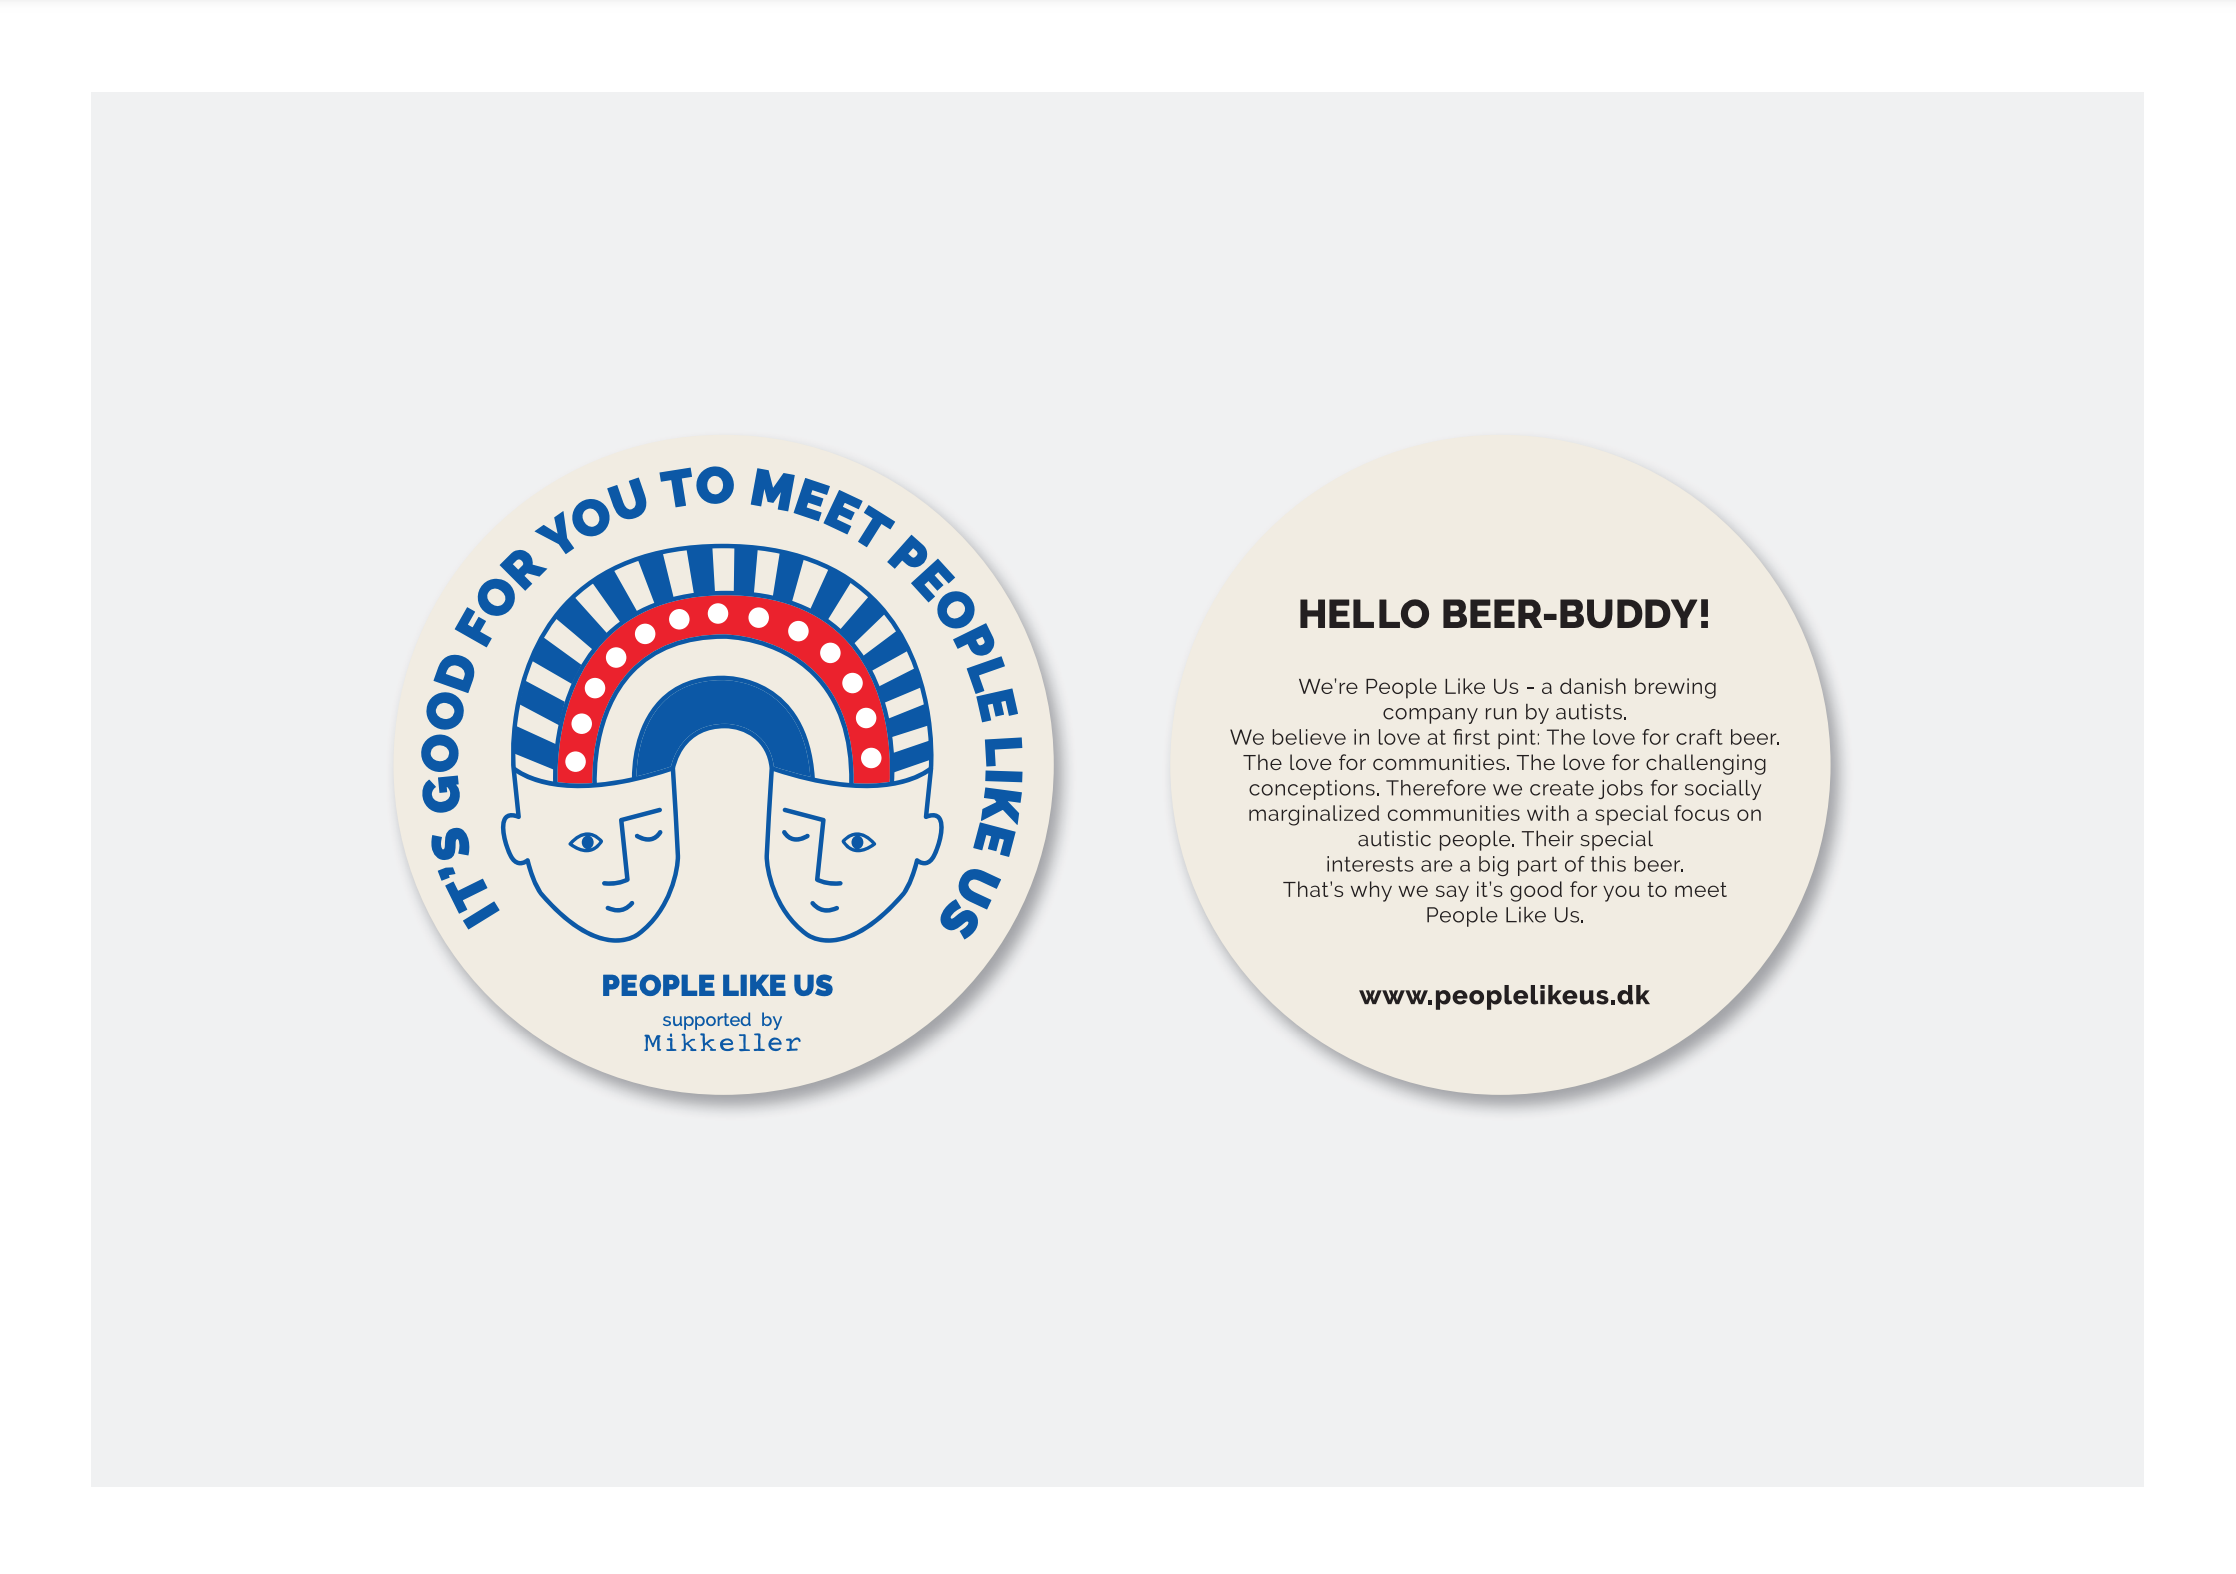 IT'S GOOD FOR YOU TO MEET PEOPLE LIKE US
PEOPLE LIKE US
supported by
Mikkeller
HELLO BEER-BUDDY!
We're People Like Us - a danish brewing
company run by autists.
We believe in love at first pint: The love for craft beer.
The love for communities. The love for challenging
conceptions. Therefore we create jobs for socially
marginalized communities with a special focus on
autistic people. Their special
interests are a big part of this beer.
That's why we say it's good for you to meet
People Like Us.
www.peoplelikeus.dk